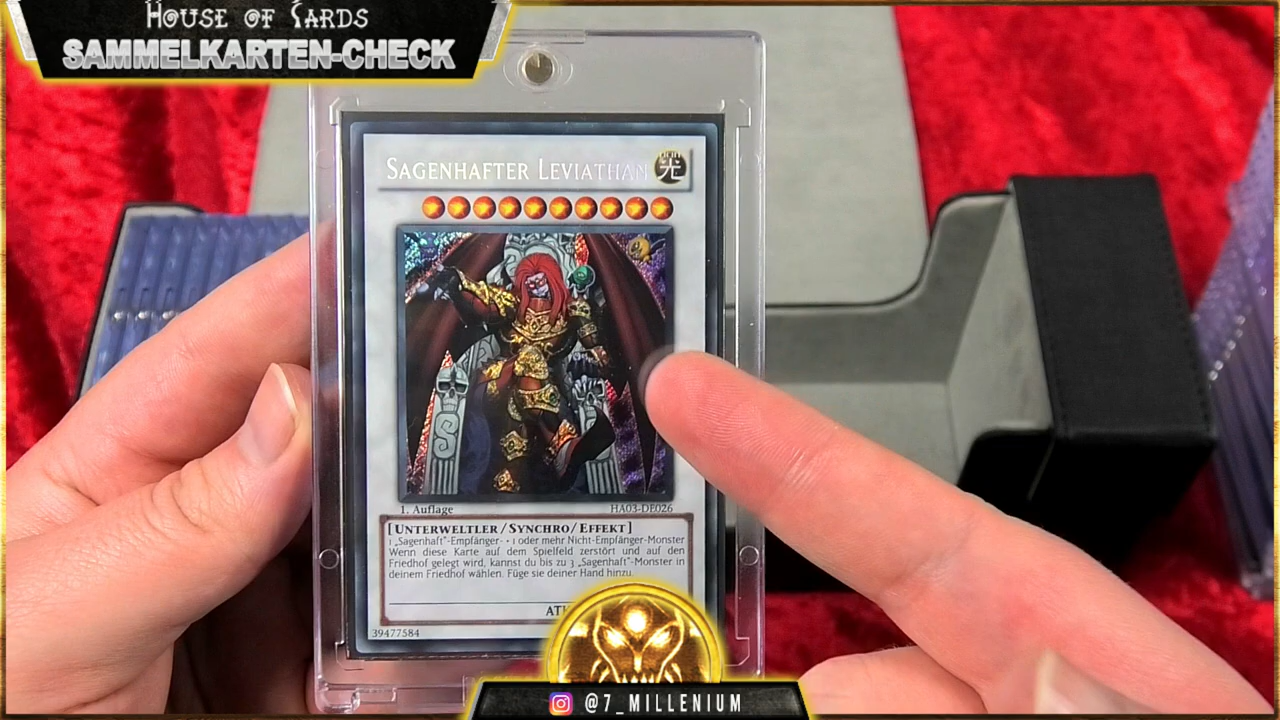 HOUSE OF CARDS
SAMMELKARTEN-CHECK
SAGENHAFTER LEVIATHAN
光
1. Auflage
HA03-DE026
[UNTERWELTLER/SYNCHRO/EFFEKT]
1 „Sagenhaft"-Empfänger- + 1 oder mehr Nicht-Empfänger-Monster
Wenn diese Karte auf dem Spielfeld zerstört und auf den
Friedhof gelegt wird, kannst du bis zu 3 „Sagenhaft"-Monster in
deinem Friedhof wählen. Füge sie deiner Hand hinzu.
39477584
@7_MILLENIUM